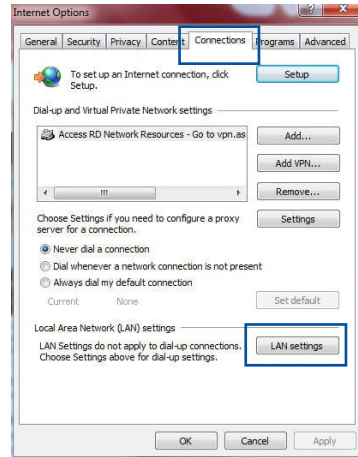 Internet Options
General Security Privacy Content Connections Programs Advanced
To set up an Internet connection, click
Setup.
Setup
Dial-up and Virtual Private Network settings
Access RD Network Resources - Go to vpn.as
Add...
Add VPN...
Remove...
Choose Settings if you need to configure a proxy
server for a connection.
Settings
Never dial a connection
Dial whenever a network connection is not present
Always dial my default connection
Current None
Set default
Local Area Network (LAN) settings
LAN Settings do not apply to dial-up connections.
Choose Settings above for dial-up settings.
LAN settings
OK Cancel Apply